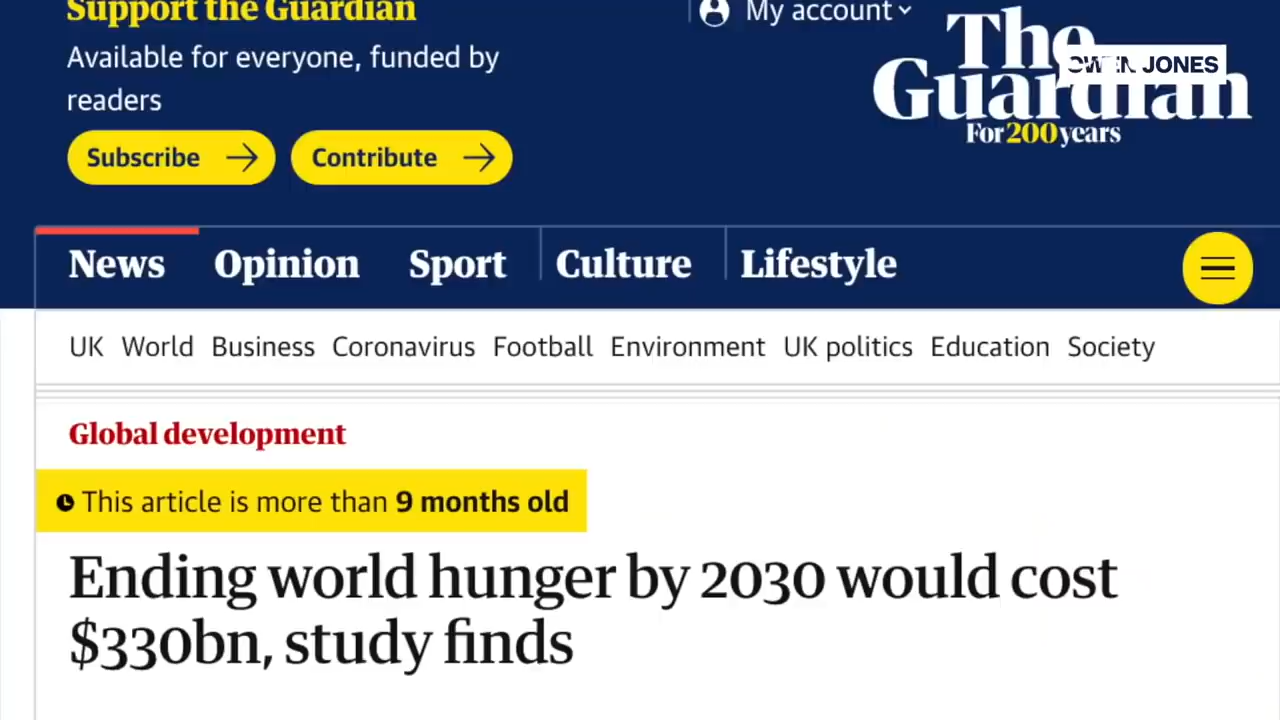 Support the Guardian
Available for everyone, funded by
readers
Subscribe
Contribute
My account
The
Guardian
For 200 years
OWEN JONES
News
Opinion
Sport
Culture
Lifestyle
UK World Business Coronavirus Football Environment UK politics Education Society
Global development
This article is more than 9 months old
Ending world hunger by 2030 would cost
$330bn, study finds